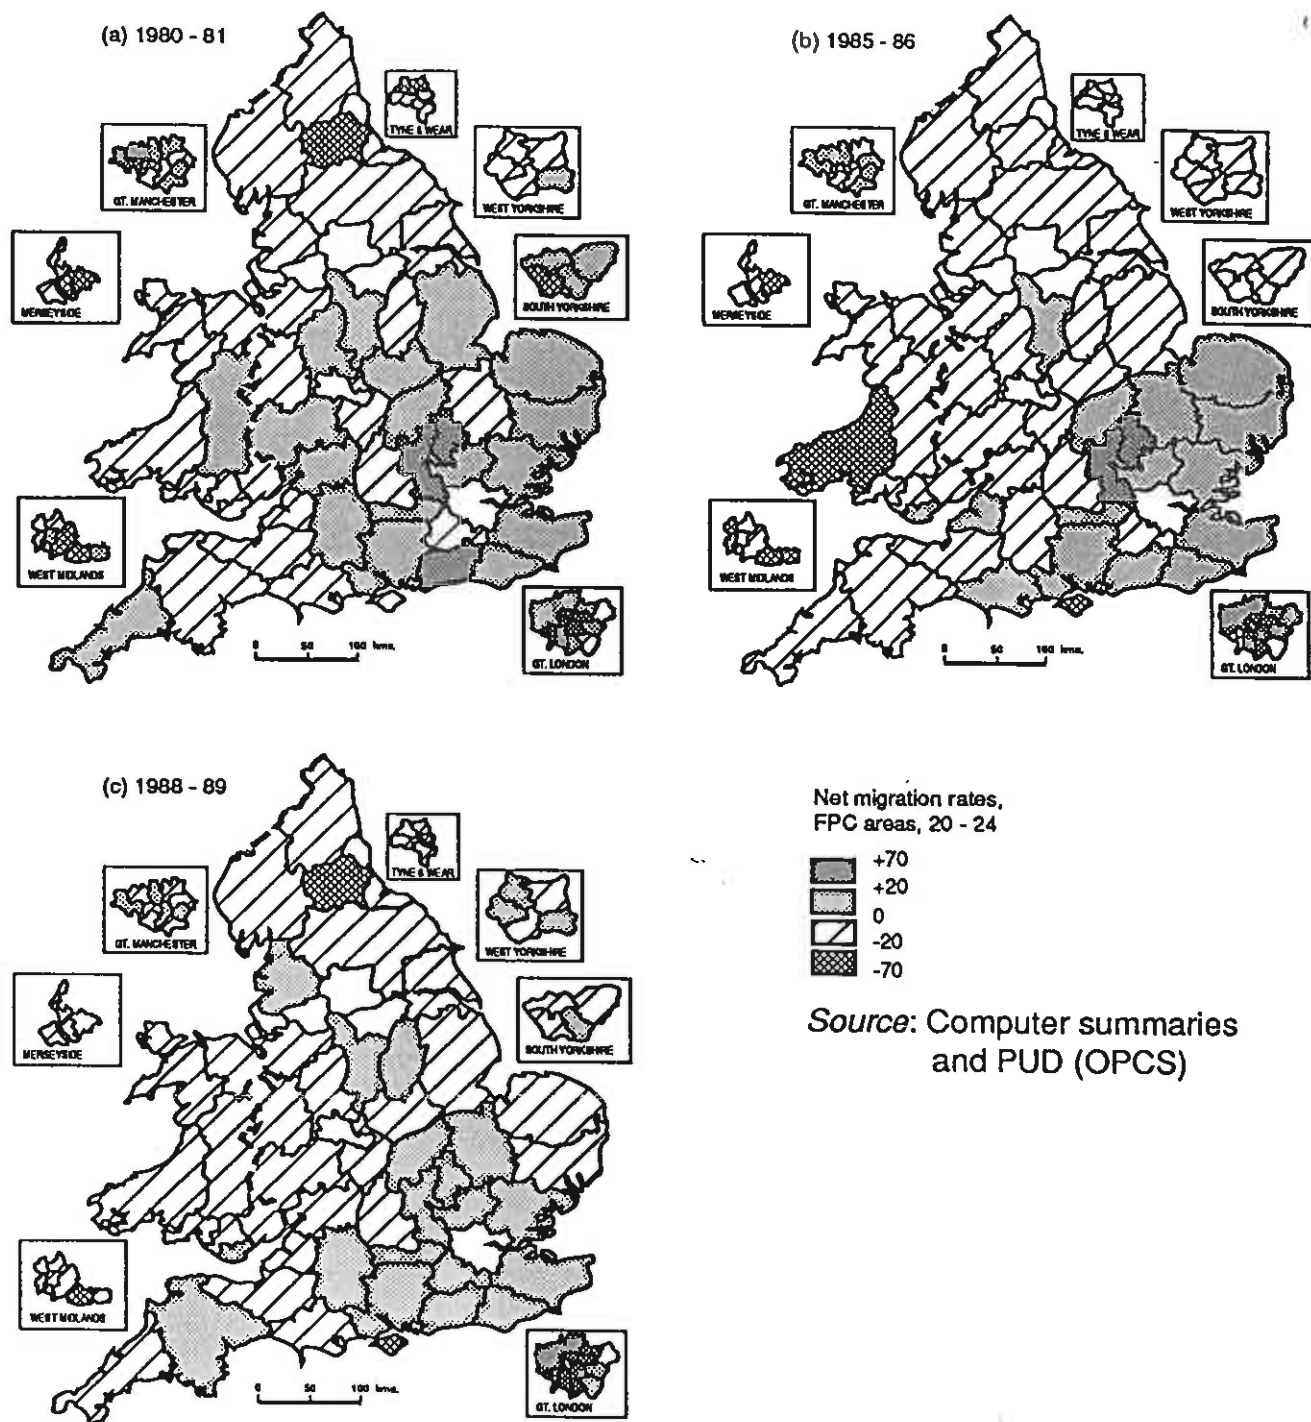 (a) 1980 - 81
TYNE & WEAR
GT. MANCHESTER
WEST YORKSHIRE
MERSEYSIDE
SOUTH YORKSHIRE
WEST MIDLANDS
GT. LONDON
0 50 100 kms.
(b) 1985 - 86
TYNE & WEAR
GT. MANCHESTER
WEST YORKSHIRE
MERSEYSIDE
SOUTH YORKSHIRE
WEST MIDLANDS
GT. LONDON
0 50 100 kms.
(c) 1988 - 89
TYNE & WEAR
GT. MANCHESTER
WEST YORKSHIRE
MERSEYSIDE
SOUTH YORKSHIRE
WEST MIDLANDS
GT. LONDON
0 50 100 kms.
Net migration rates,
FPC areas, 20 - 24
+70
+20
0
-20
-70
Source: Computer summaries
and PUD (OPCS)